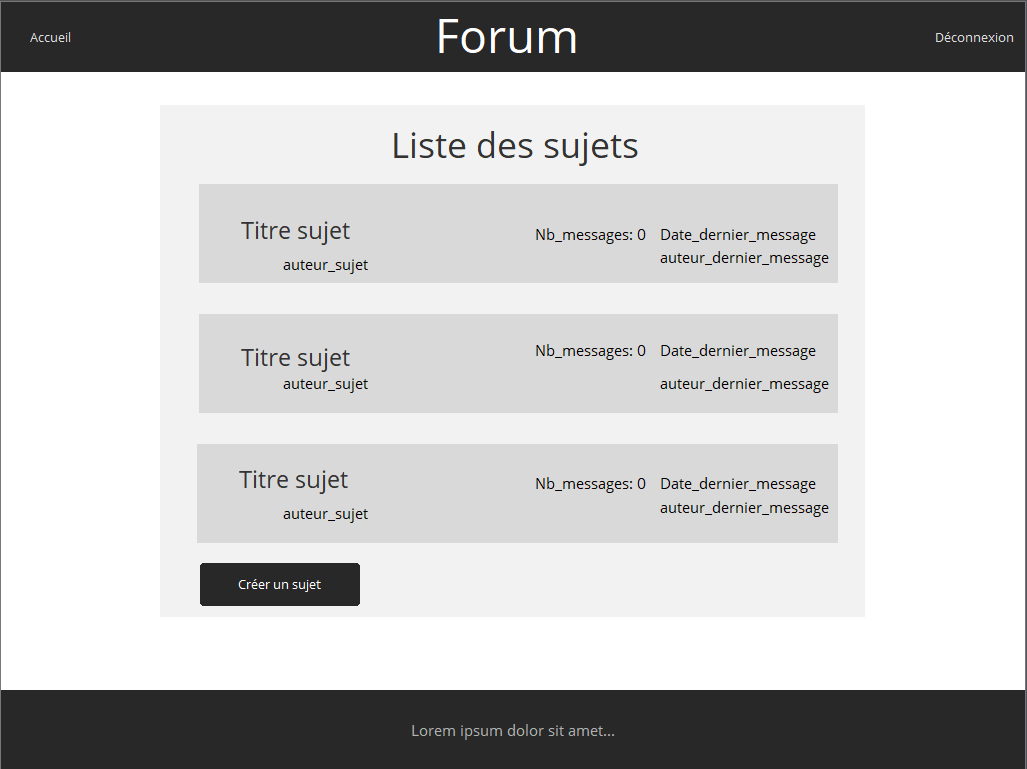 Accueil
Forum
Déconnexion
Liste des sujets
Titre sujet
auteur_sujet
Nb_messages: 0
Date_dernier_message
auteur_dernier_message
Titre sujet
auteur_sujet
Nb_messages: 0
Date_dernier_message
auteur_dernier_message
Titre sujet
auteur_sujet
Nb_messages: 0
Date_dernier_message
auteur_dernier_message
Créer un sujet
Lorem ipsum dolor sit amet...